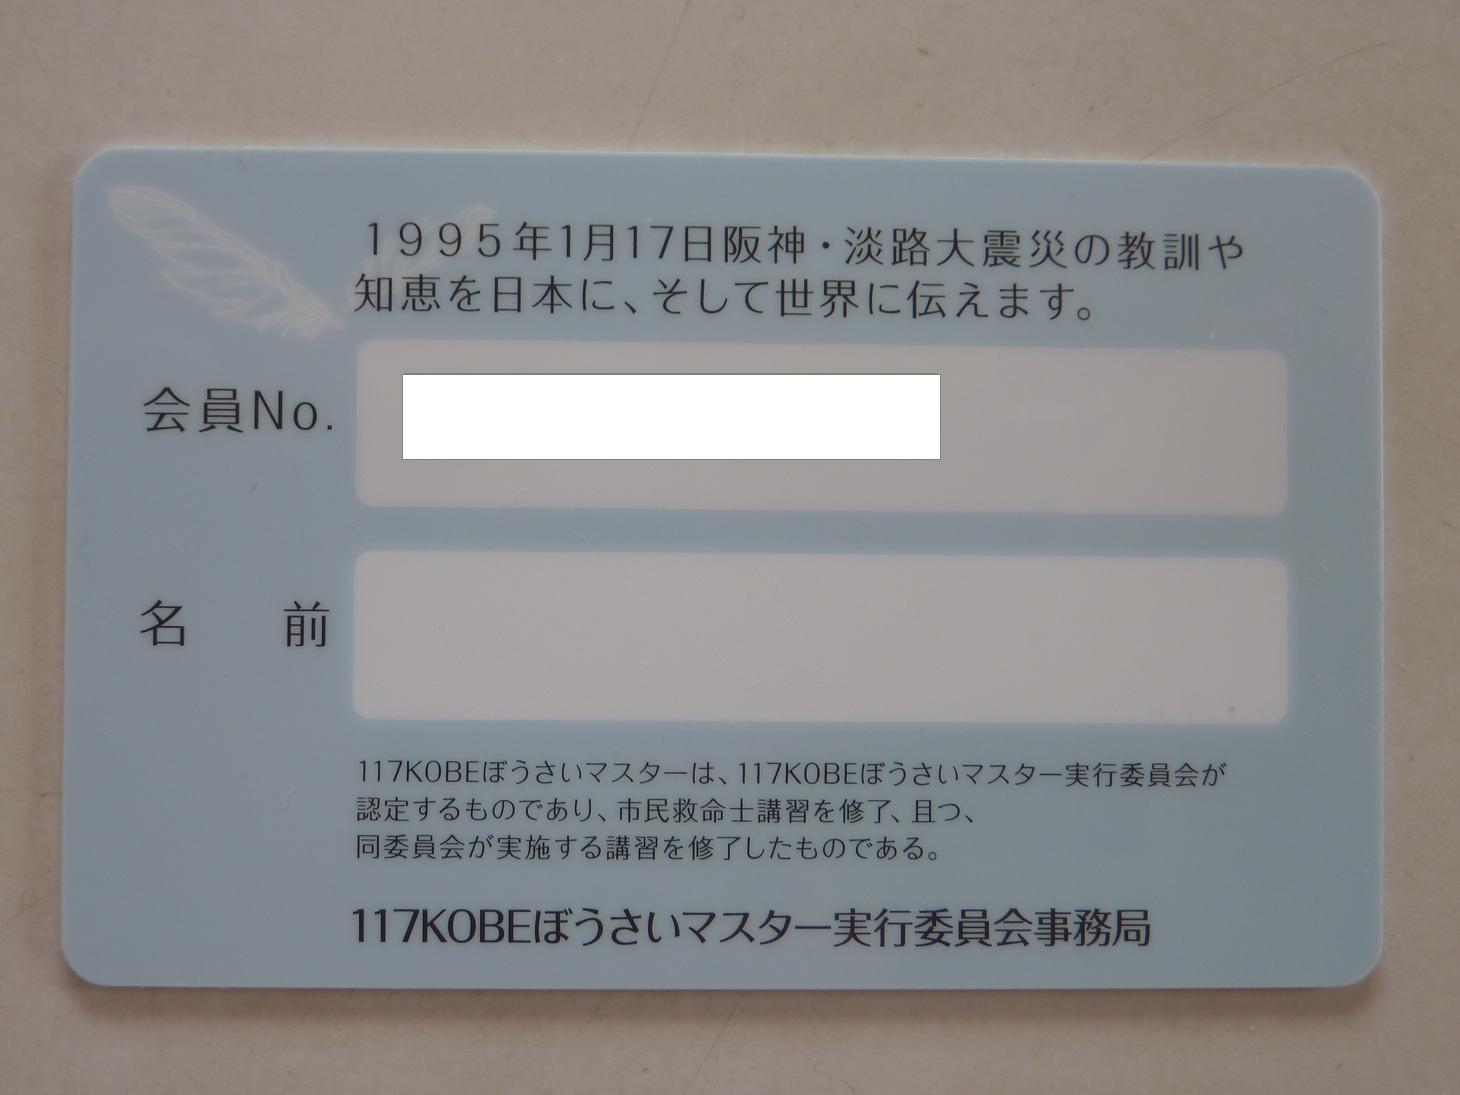 1995年1月17日阪神・淡路大震災の教訓や
知恵を日本に、そして世界に伝えます。
会員No.
名 前
117KOBEぼうさいマスターは、117KOBEぼうさいマスター実行委員会が
認定するものであり、市民救命士講習を修了、且つ、
同委員会が実施する講習を修了したものである。
117KOBEぼうさいマスター実行委員会事務局